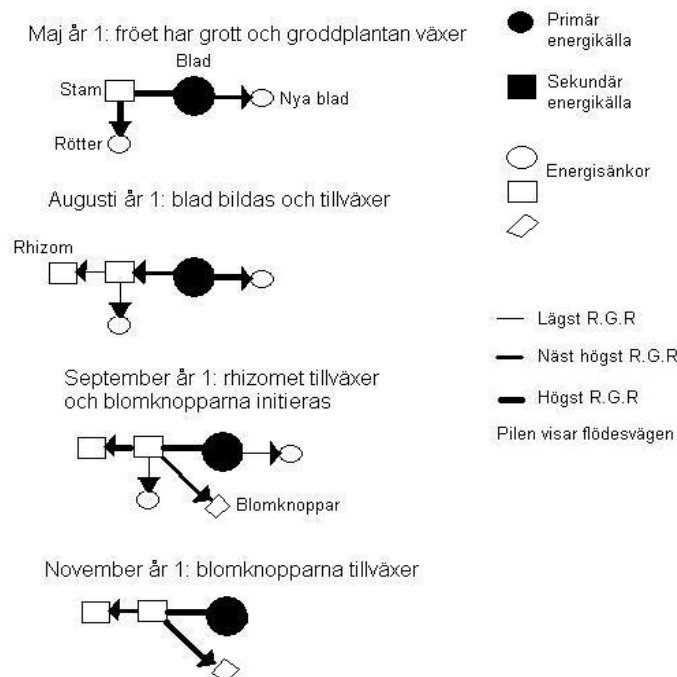 Maj år 1: fröet har grott och groddplantan växer
Blad
Stam
Nya blad
Rötter
Augusti år 1: blad bildas och tillväxer
Rhizom
September år 1: rhizomet tillväxer
och blomknopparna initieras
Blomknoppar
November år 1: blomknopparna tillväxer
Primär
energikälla
Sekundär
energikälla
Energisänkor
Lägst R.G.R
Näst högst R.G.R
Högst R.G.R
Pilen visar flödesvägen